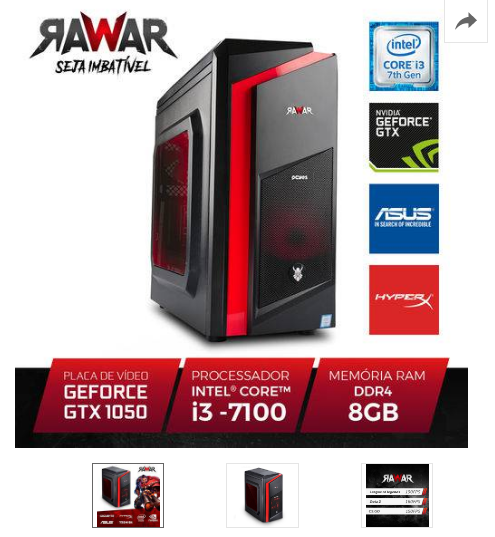 RAWAR
SEJA IMBATÍVEL
intel
CORE i3
7th Gen
NVIDIA
GEFORCE
GTX
ASUS
IN SEARCH OF INCREDIBLE
HYPERX
RAWAR
PCYES
PLACA DE VÍDEO
GEFORCE
GTX 1050
PROCESSADOR
INTEL® CORE™
i3 -7100
MEMÓRIA RAM
DDR4
8GB
RAWAR
RAWAR